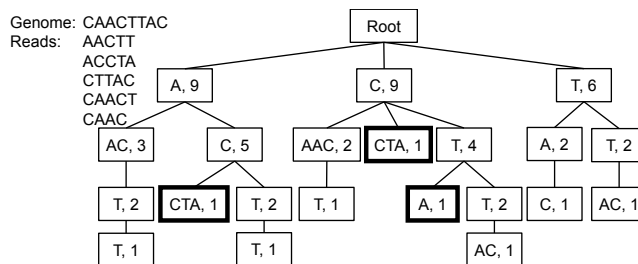 Genome: CAACTTAC
Root
Reads: AACTT
ACCTA
CTTAC
CAACT
CAAC
A, 9
C, 9
T, 6
AC, 3
C, 5
AAC, 2
CTA, 1
T, 4
A, 2
T, 2
T, 2
CTA, 1
T, 2
T, 1
A, 1
T, 2
C, 1
AC, 1
T, 1
T, 1
AC, 1